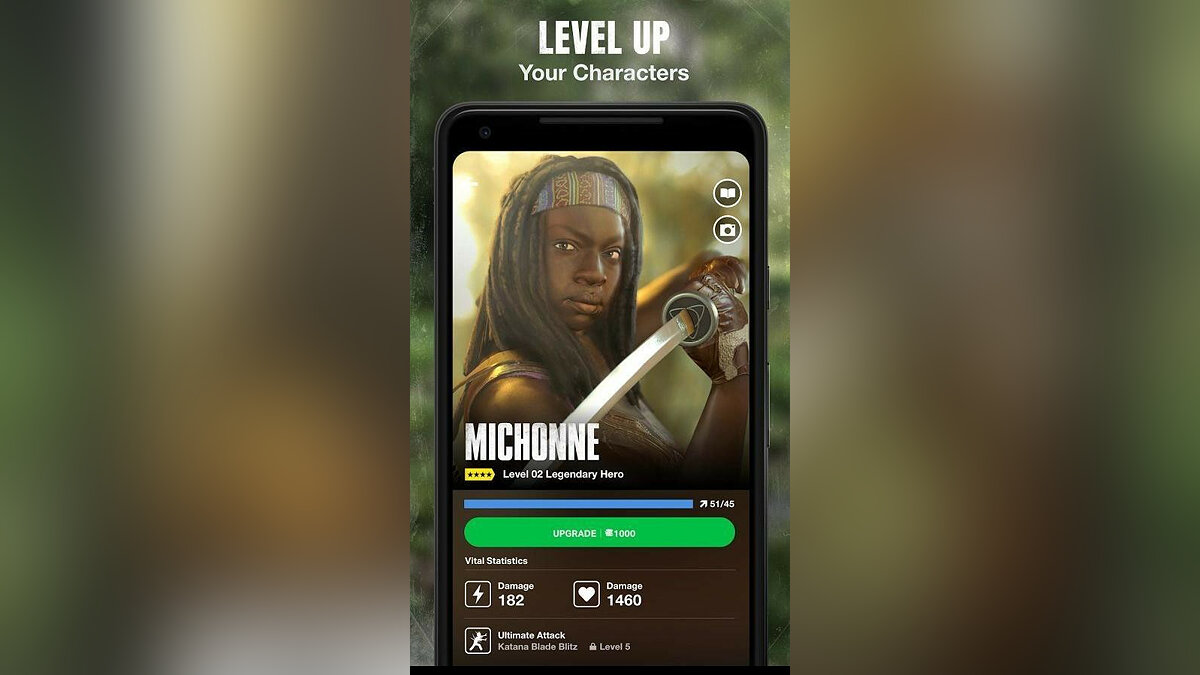 LEVEL UP
Your Characters
MICHONNE
Level 02 Legendary Hero
51/45
UPGRADE | 1000
Vital Statistics
Damage
182
Damage
1460
Ultimate Attack
Katana Blade Blitz Level 5